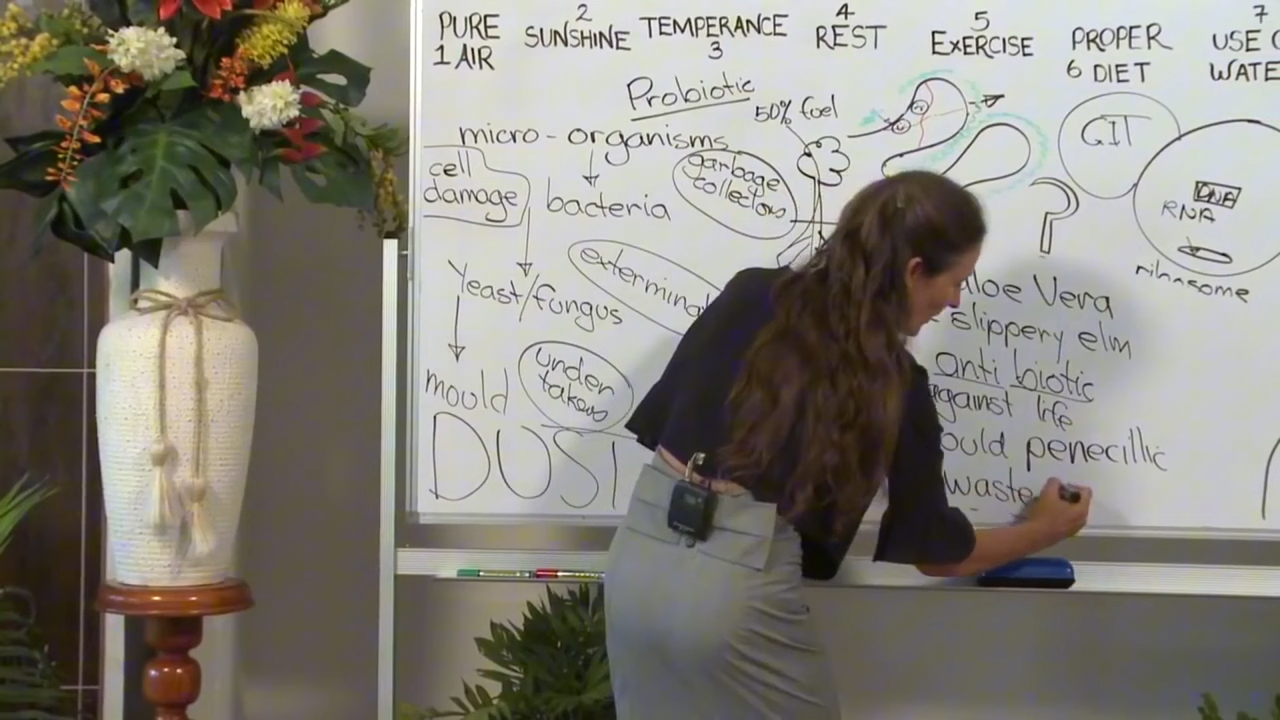 PURE
1 AIR
2
SUNSHINE
TEMPERANCE
3
4
REST
5
EXERCISE
PROPER
6 DIET
7
USE
WATE
Probiotic
50% fuel
micro-organisms
cell
damage
bacteria
garbage
collectors
GIT
DNA
RNA
ribosome
Yeast/fungus
exterminat
mould
under
takers
DUST
aloe Vera
slippery elm
anti biotic
against life
ould penecillic
waste